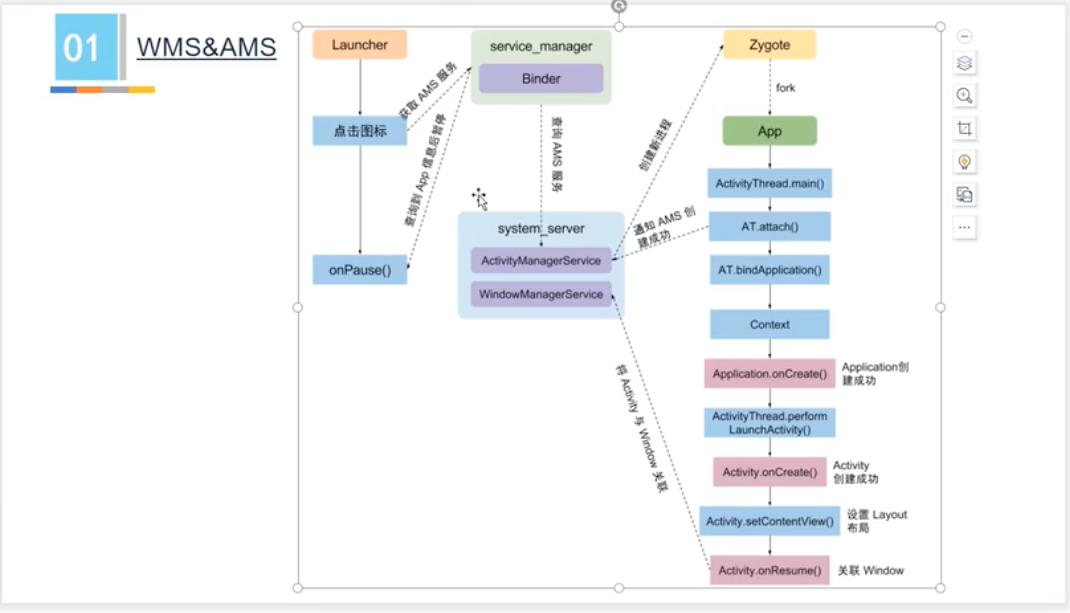 01
WMS&AMS
Launcher
点击图标
onPause()
获取 AMS 服务
查询到 App 信息后暂停
service_manager
Binder
查询 AMS 服务
system_server
ActivityManagerService
WindowManagerService
创建新进程
通知 AMS 创
建成功
将 Activity 与 Window 关联
Zygote
fork
App
ActivityThread.main()
AT.attach()
AT.bindApplication()
Context
Application.onCreate()
Application创
建成功
ActivityThread.perform
LaunchActivity()
Activity.onCreate()
Activity
创建成功
Activity.setContentView()
设置 Layout
布局
Activity.onResume()
关联 Window